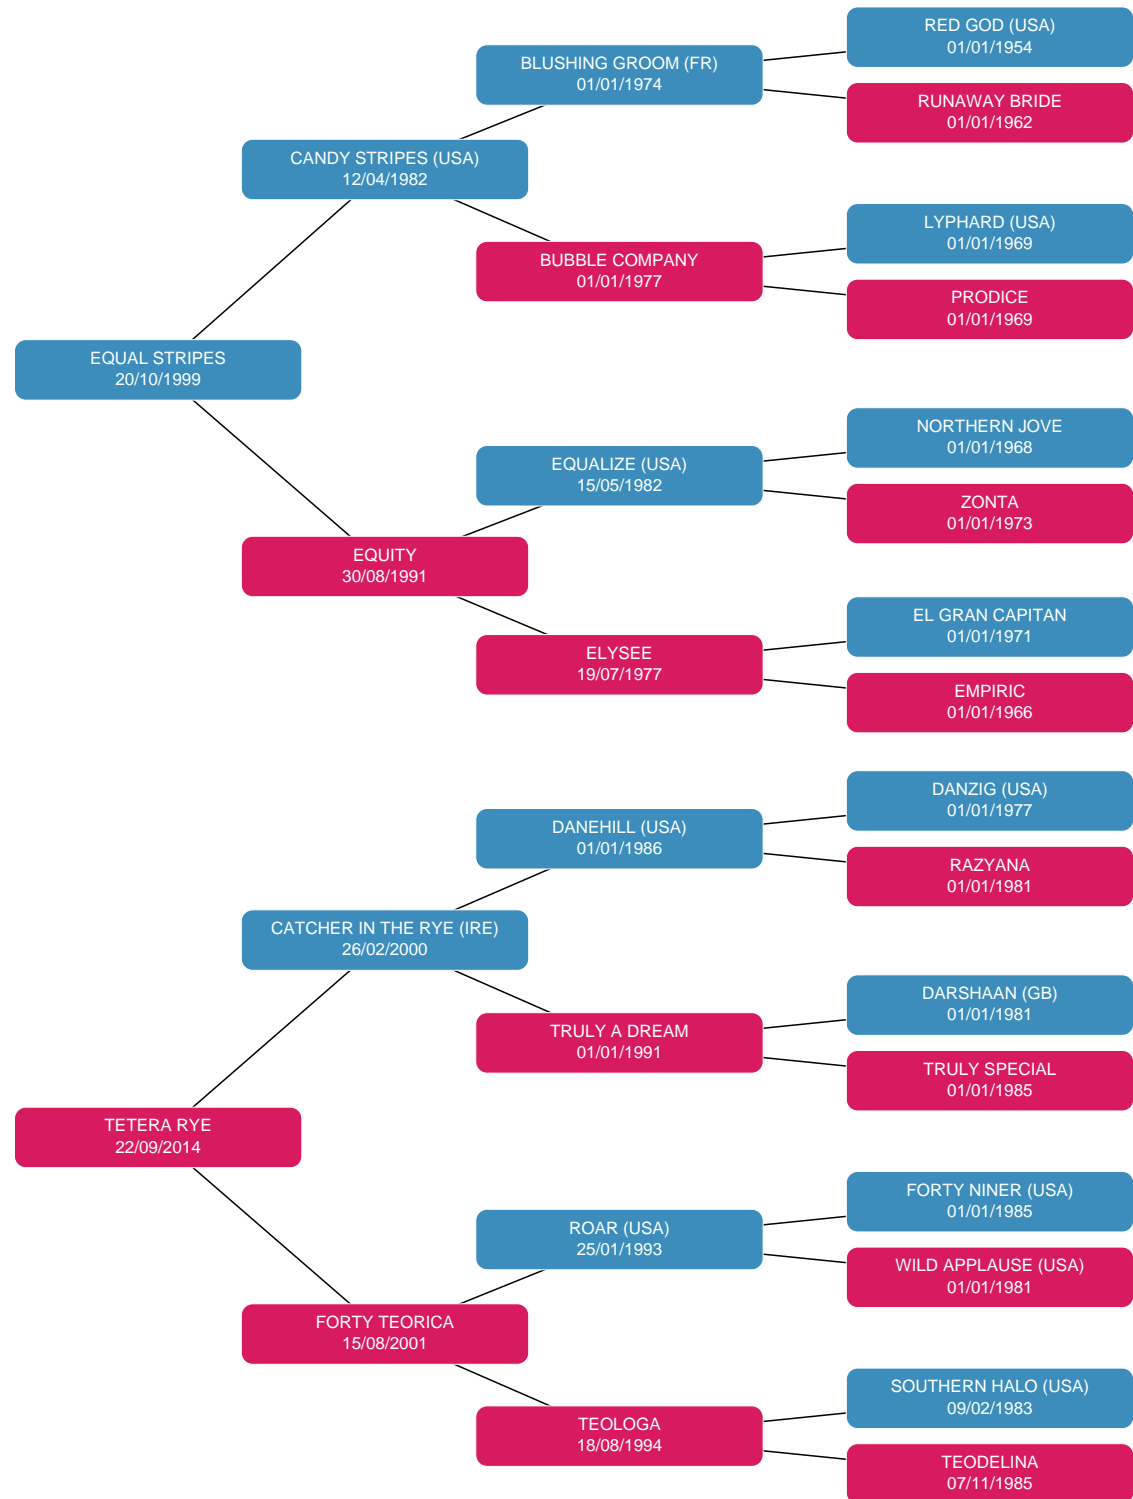 RED GOD (USA)
01/01/1954
BLUSHING GROOM (FR)
01/01/1974
RUNAWAY BRIDE
01/01/1962
CANDY STRIPES (USA)
12/04/1982
LYPHARD (USA)
01/01/1969
BUBBLE COMPANY
01/01/1977
PRODICE
01/01/1969
EQUAL STRIPES
20/10/1999
NORTHERN JOVE
01/01/1968
EQUALIZE (USA)
15/05/1982
ZONTA
01/01/1973
EQUITY
30/08/1991
EL GRAN CAPITAN
01/01/1971
ELYSEE
19/07/1977
EMPIRIC
01/01/1966
DANZIG (USA)
01/01/1977
DANEHILL (USA)
01/01/1986
RAZYANA
01/01/1981
CATCHER IN THE RYE (IRE)
26/02/2000
DARSHAAN (GB)
01/01/1981
TRULY A DREAM
01/01/1991
TRULY SPECIAL
01/01/1985
TETERA RYE
22/09/2014
FORTY NINER (USA)
01/01/1985
ROAR (USA)
25/01/1993
WILD APPLAUSE (USA)
01/01/1981
FORTY TEORICA
15/08/2001
SOUTHERN HALO (USA)
09/02/1983
TEOLOGA
18/08/1994
TEODELINA
07/11/1985